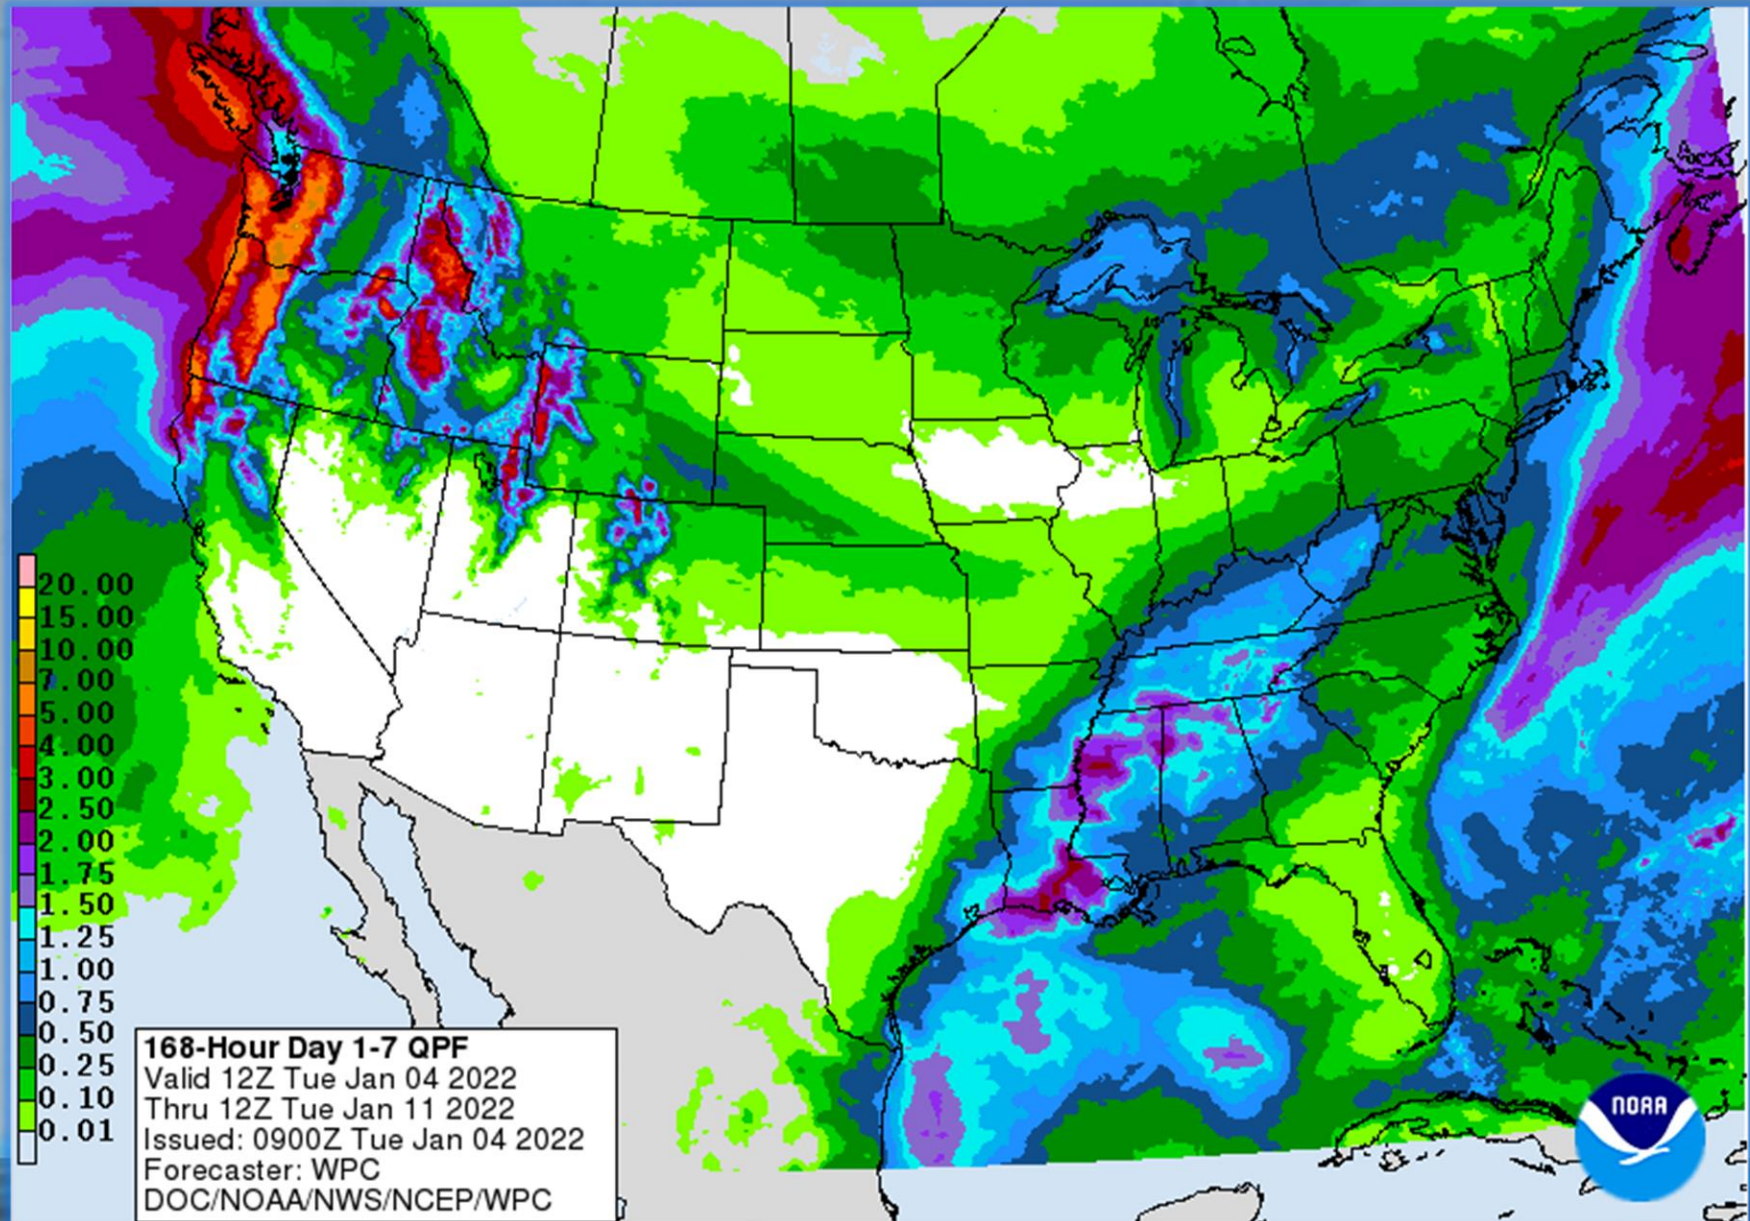 20.00
15.00
10.00
7.00
5.00
4.00
3.00
2.50
2.00
1.75
1.50
1.25
1.00
0.75
0.50
0.25
0.10
0.01
168-Hour Day 1-7 QPF
Valid 12Z Tue Jan 04 2022
Thru 12Z Tue Jan 11 2022
Issued: 0900Z Tue Jan 04 2022
Forecaster: WPC
DOC/NOAA/NWS/NCEP/WPC
NOAA